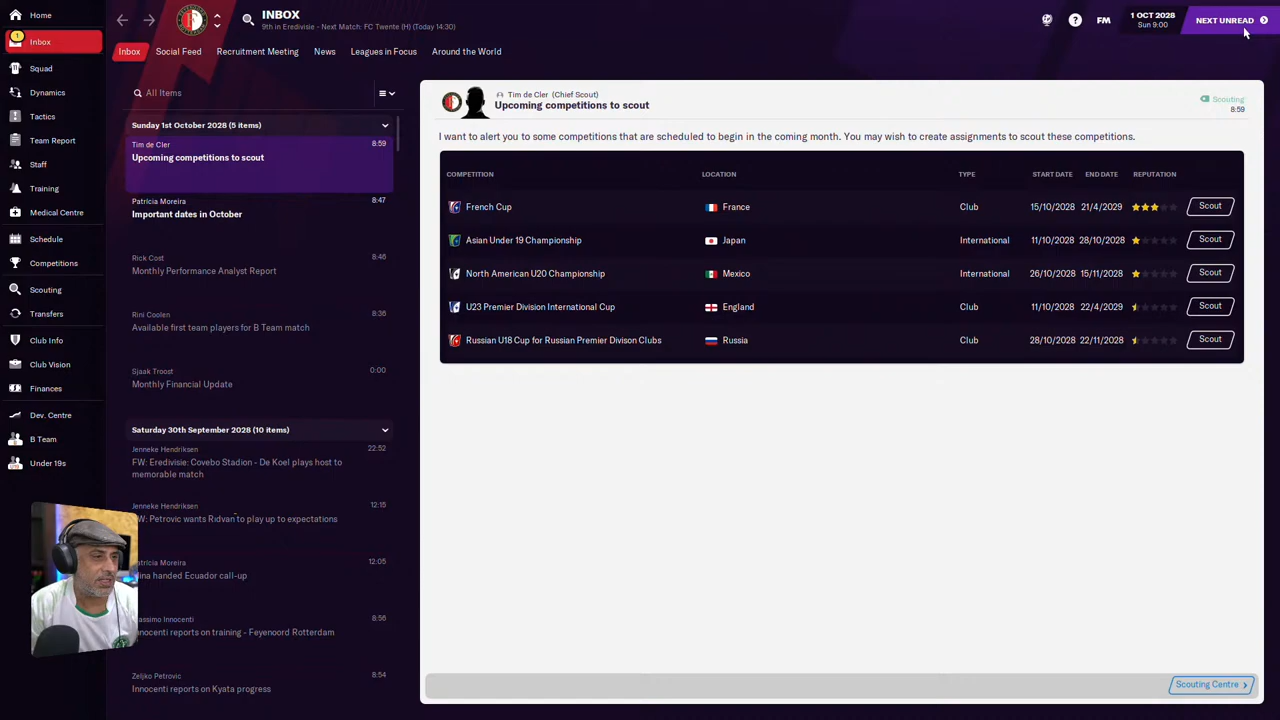 Home
1
Inbox
Squad
Dynamics
Tactics
Team Report
Staff
Training
Medical Centre
Schedule
Competitions
Scouting
Transfers
Club Info
Club Vision
Finances
Dev. Centre
B Team
Under 19s
INBOX
9th in Eredivisie - Next Match: FC Twente (H) (Today 14:30)
?
FM
1 OCT 2028
Sun 9:00
NEXT UNREAD
Inbox
Social Feed
Recruitment Meeting
News
Leagues in Focus
Around the World
All Items
Sunday 1st October 2028 (5 items)
Tim de Cler 8:59
Upcoming competitions to scout
Patrícia Moreira 8:47
Important dates in October
Rick Cost 8:46
Monthly Performance Analyst Report
Rini Coolen 8:36
Available first team players for B Team match
Sjaak Troost 0:00
Monthly Financial Update
Saturday 30th September 2028 (10 items)
Jenneke Hendriksen 22:52
FW: Eredivisie: Covebo Stadion - De Koel plays host to
memorable match
Jenneke Hendriksen 12:15
W: Petrovic wants Rıdvan to play up to expectations
atrícia Moreira 12:05
ina handed Ecuador call-up
assimo Innocenti 8:56
nnocenti reports on training - Feyenoord Rotterdam
Zeljko Petrovic 8:54
Innocenti reports on Kyata progress
Tim de Cler (Chief Scout)
Upcoming competitions to scout
Scouting
8:59
I want to alert you to some competitions that are scheduled to begin in the coming month. You may wish to create assignments to scout these competitions.
COMPETITION LOCATION TYPE START DATE END DATE REPUTATION
French Cup France Club 15/10/2028 21/4/2029 Scout
Asian Under 19 Championship Japan International 11/10/2028 28/10/2028 Scout
North American U20 Championship Mexico International 26/10/2028 15/11/2028 Scout
U23 Premier Division International Cup England Club 11/10/2028 22/4/2029 Scout
Russian U18 Cup for Russian Premier Divison Clubs Russia Club 28/10/2028 22/11/2028 Scout
Scouting Centre